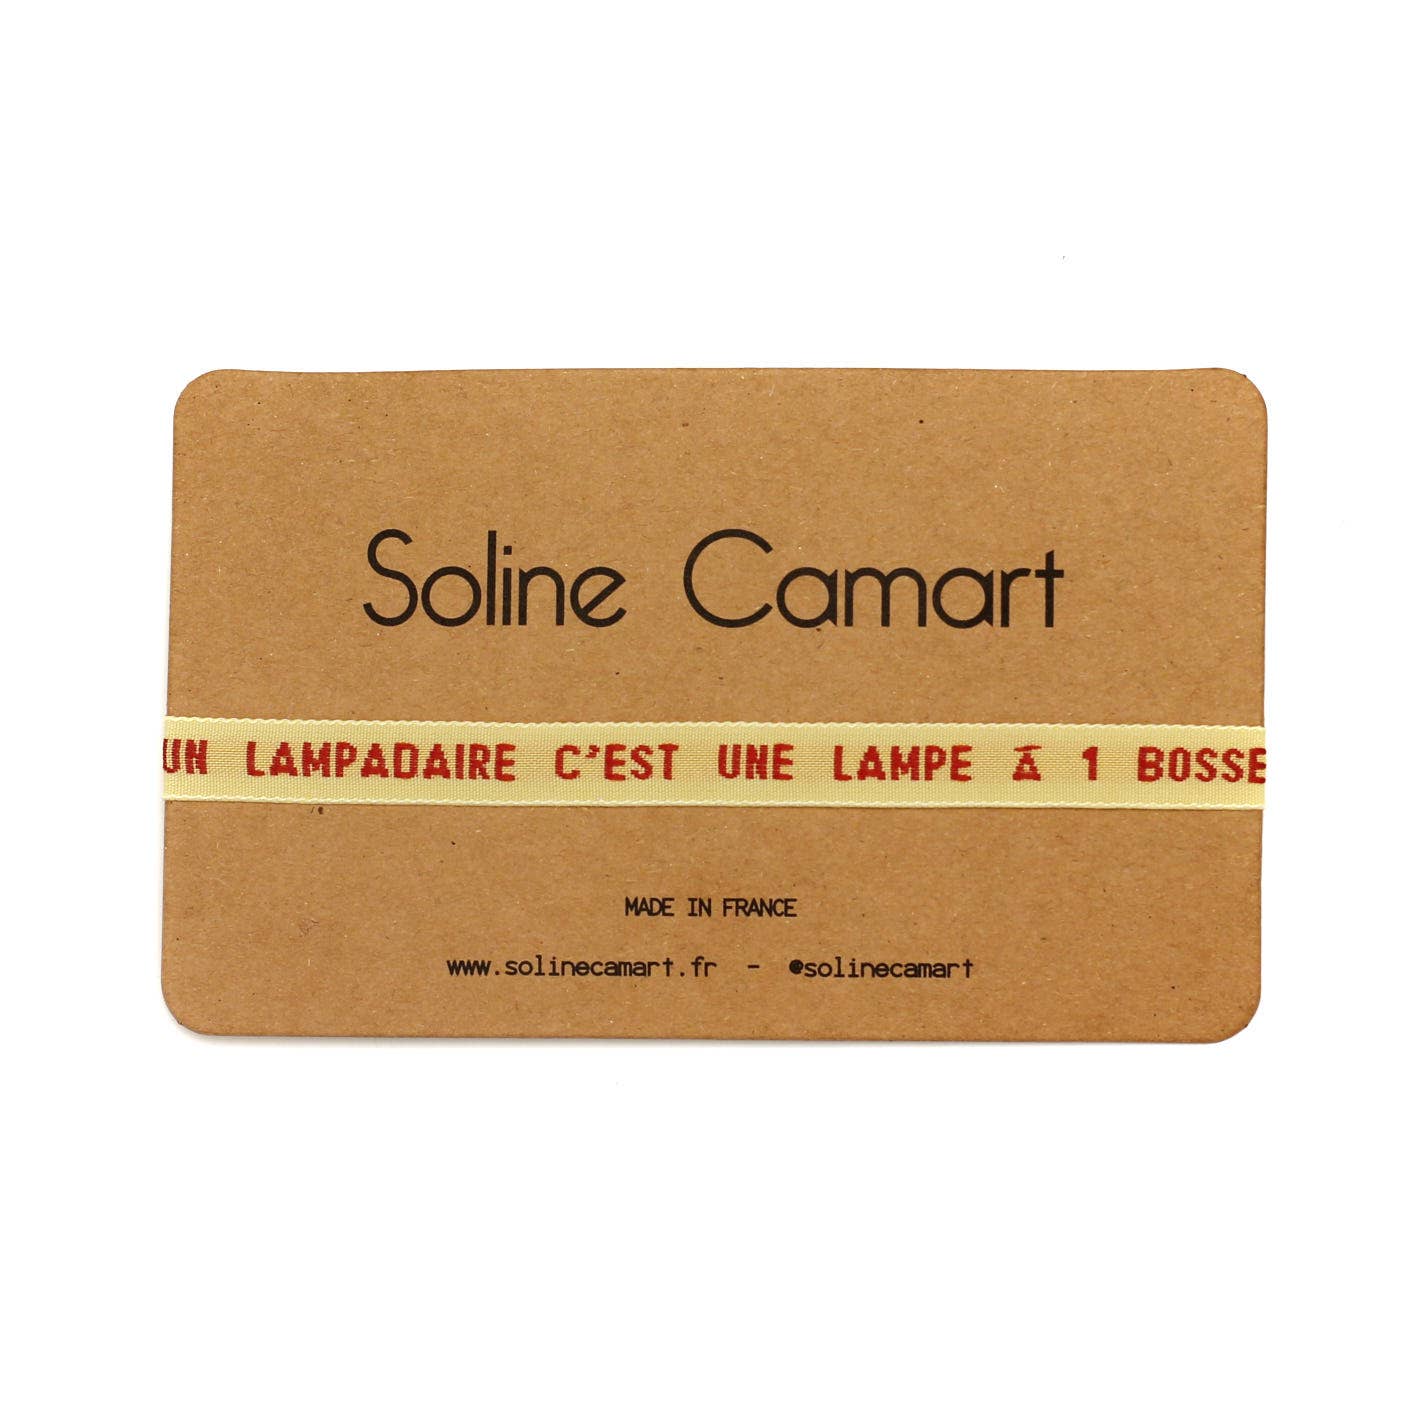 Soline Camart
UN LAMPADAIRE C'EST UNE LAMPE À 1 BOSSE
MADE IN FRANCE
www.solinecamart.fr - @solinecamart